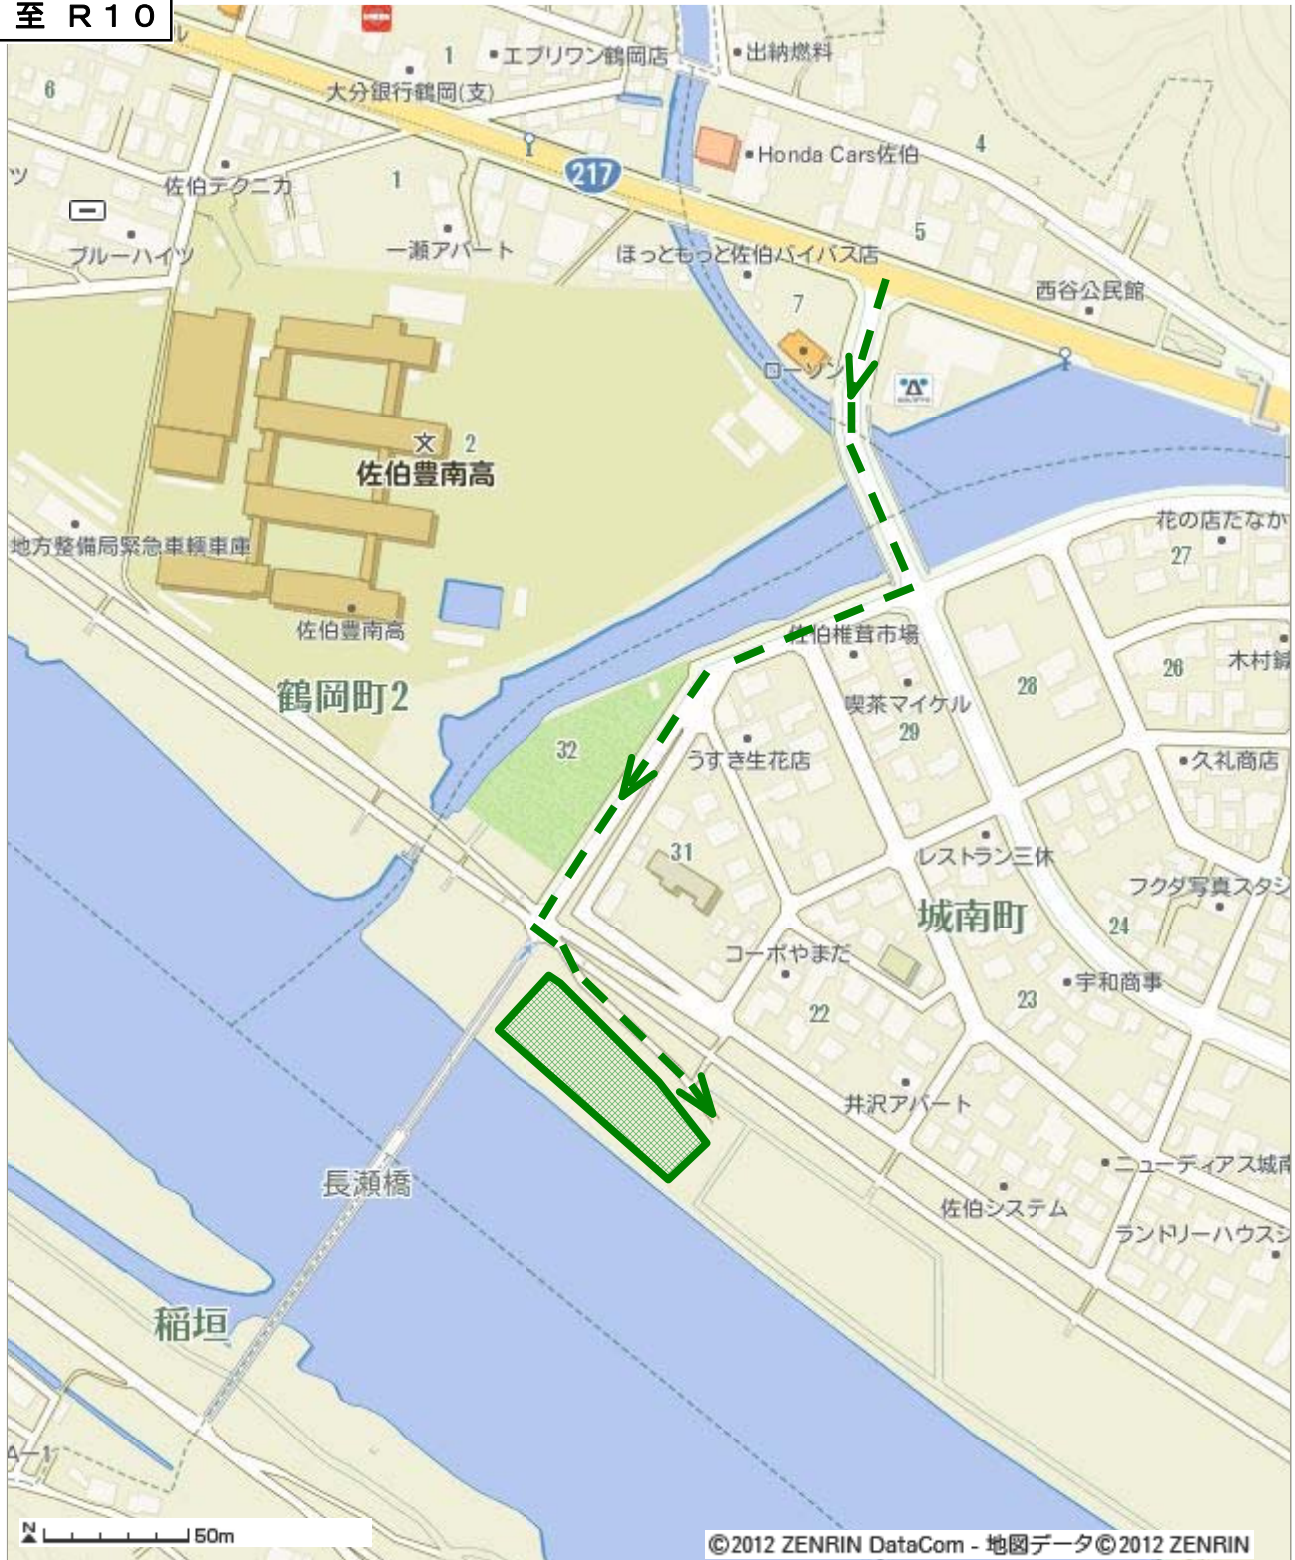 至 R10
ル
1
エブリワン鶴岡店
出納燃料
6
大分銀行鶴岡(支)
4
Honda Cars佐伯
217
ツ
佐伯テクニカ
1
5
ブルーハイツ
一瀬アパート
ほっともっと佐伯バイパス店
西谷公民館
7
ローソン
文 2
佐伯豊南高
花の店たなか
地方整備局緊急車輌車庫
27
佐伯豊南高
佐伯椎茸市場
26
木村鍼
鶴岡町2
28
喫茶マイケル
29
32
うすき生花店
久礼商店
31
レストラン三休
フクダ写真スタジ
城南町
24
コーポやまだ
宇和商事
22
23
井沢アパート
長瀬橋
ニューディアス城南
佐伯システム
ランドリーハウスシ
稲垣
A-1
N 50m
©2012 ZENRIN DataCom - 地図データ©2012 ZENRIN